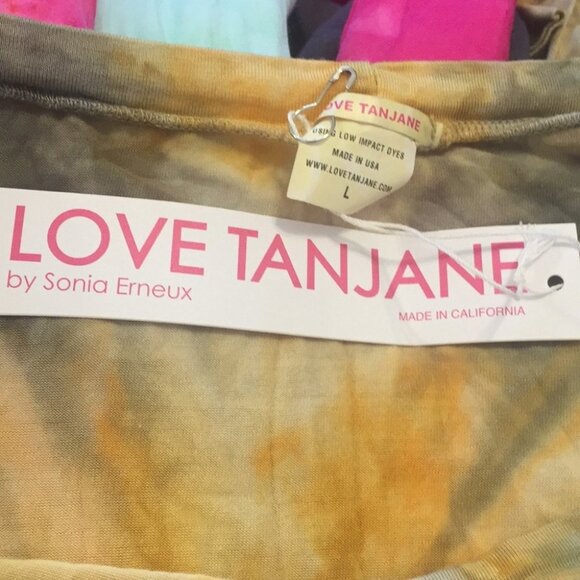 LOVE TANJANE
USING LOW IMPACT DYES
MADE IN USA
WWW.LOVETANJANE.COM
L
LOVE TANJANE
by Sonia Erneux
MADE IN CALIFORNIA